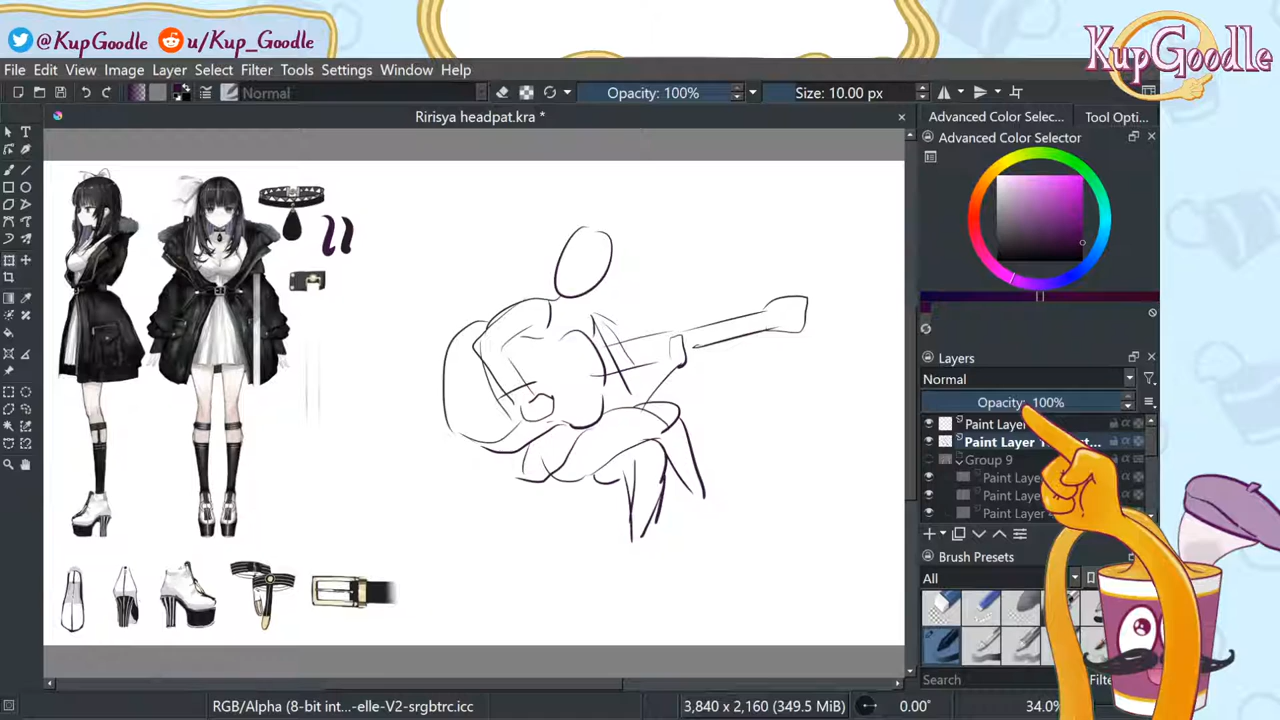 @KupGoodle
u/Kup_Goodle
KupGoodle
File Edit View Image Layer Select Filter Tools Settings Window Help
Normal
Opacity: 100%
Size: 10.00 px
Ririsya headpat.kra *
Advanced Color Selec...
Tool Opti...
Advanced Color Selector
Layers
Normal
Opacity: 100%
Paint Layer
Paint Layer
Group 9
Paint Laye
Paint Laye
Paint Laye
Brush Presets
All
Search
RGB/Alpha (8-bit int...-elle-V2-srgbtrc.icc
3,840 x 2,160 (349.5 MiB)
0.00°
34.0%